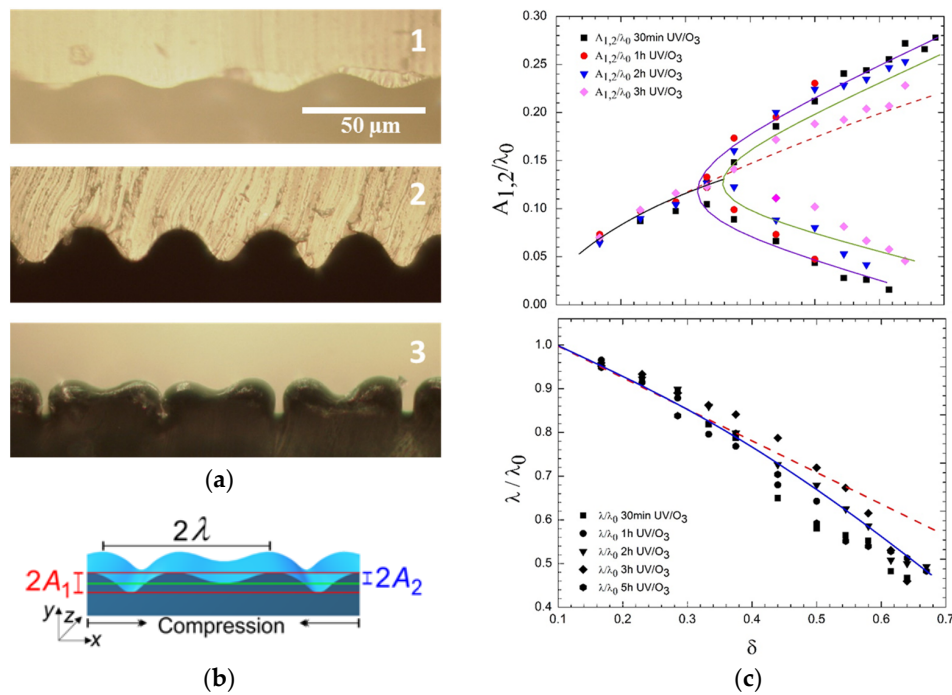 1
50 µm
2
3
(a)
2λ
2A1
2A2
Compression
y
z
x
(b)
0.30
0.25
0.20
0.15
0.10
0.05
0.00
A1,2/λ0
A1,2/λ0 30min UV/O3
A1,2/λ0 1h UV/O3
A1,2/λ0 2h UV/O3
A1,2/λ0 3h UV/O3
1.0
0.9
0.8
0.7
0.6
0.5
0.4
λ / λ0
λ/λ0 30min UV/O3
λ/λ0 1h UV/O3
λ/λ0 2h UV/O3
λ/λ0 3h UV/O3
λ/λ0 5h UV/O3
0.1 0.2 0.3 0.4 0.5 0.6 0.7
δ
(c)